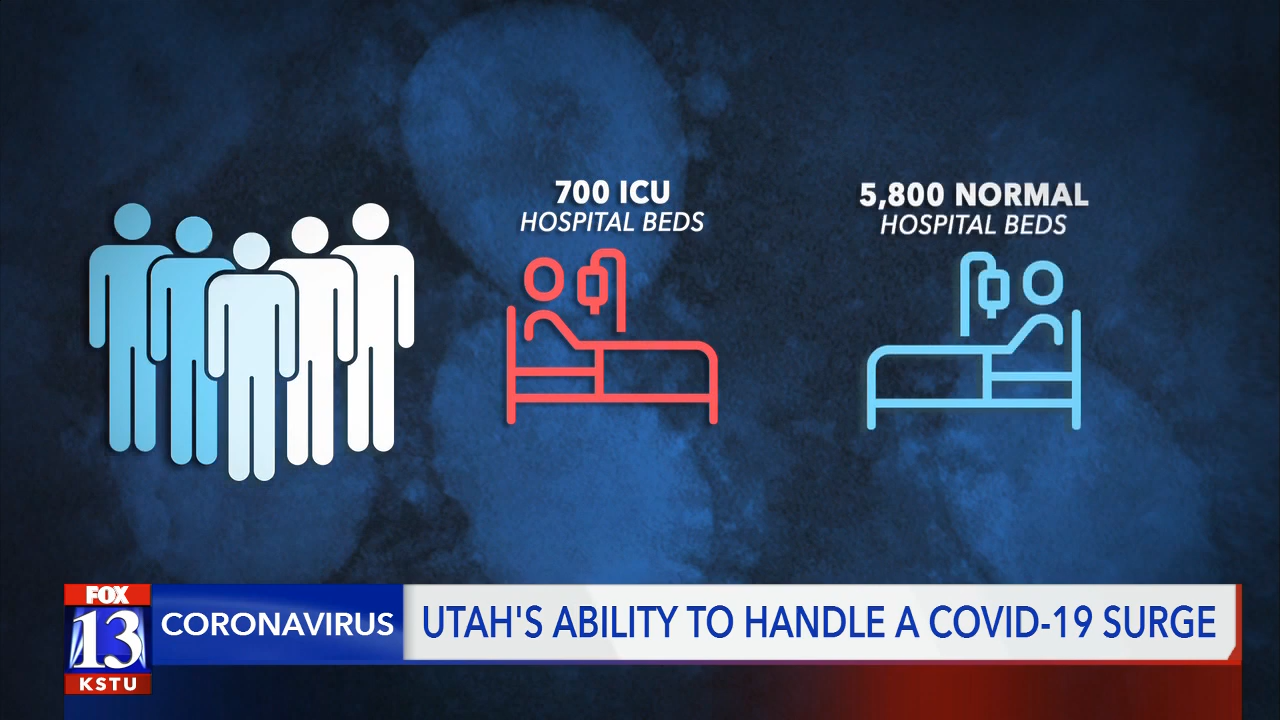 700 ICU
HOSPITAL BEDS
5,800 NORMAL
HOSPITAL BEDS
FOX
13
KSTU
CORONAVIRUS
UTAH'S ABILITY TO HANDLE A COVID-19 SURGE